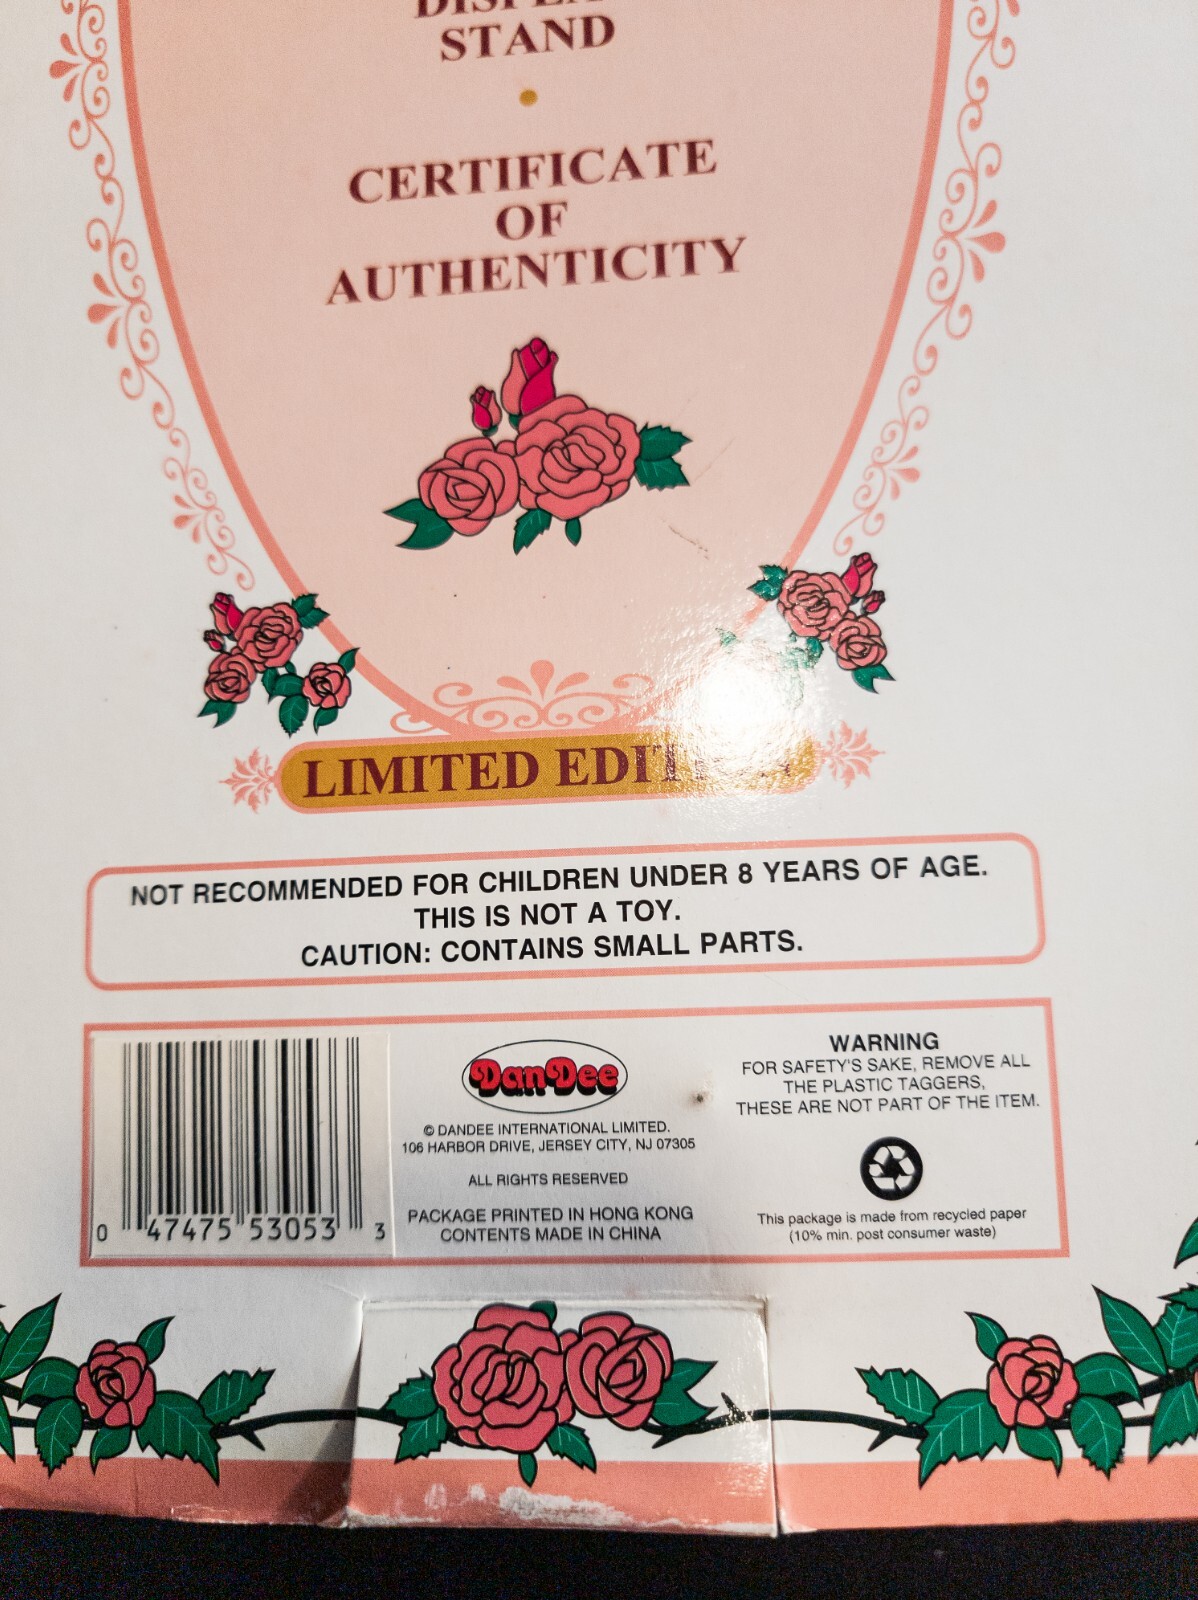 STAND
CERTIFICATE
OF
AUTHENTICITY
LIMITED
NOT RECOMMENDED FOR CHILDREN UNDER 8 YEARS OF AGE.
THIS IS NOT A TOY.
CAUTION: CONTAINS SMALL PARTS.
0 47475 53053 3
DanDee
© DANDEE INTERNATIONAL LIMITED.
106 HARBOR DRIVE, JERSEY CITY, NJ 07305
ALL RIGHTS RESERVED
PACKAGE PRINTED IN HONG KONG
CONTENTS MADE IN CHINA
WARNING
FOR SAFETY'S SAKE, REMOVE ALL
THE PLASTIC TAGGERS,
THESE ARE NOT PART OF THE ITEM.
This package is made from recycled paper
(10% min. post consumer waste)